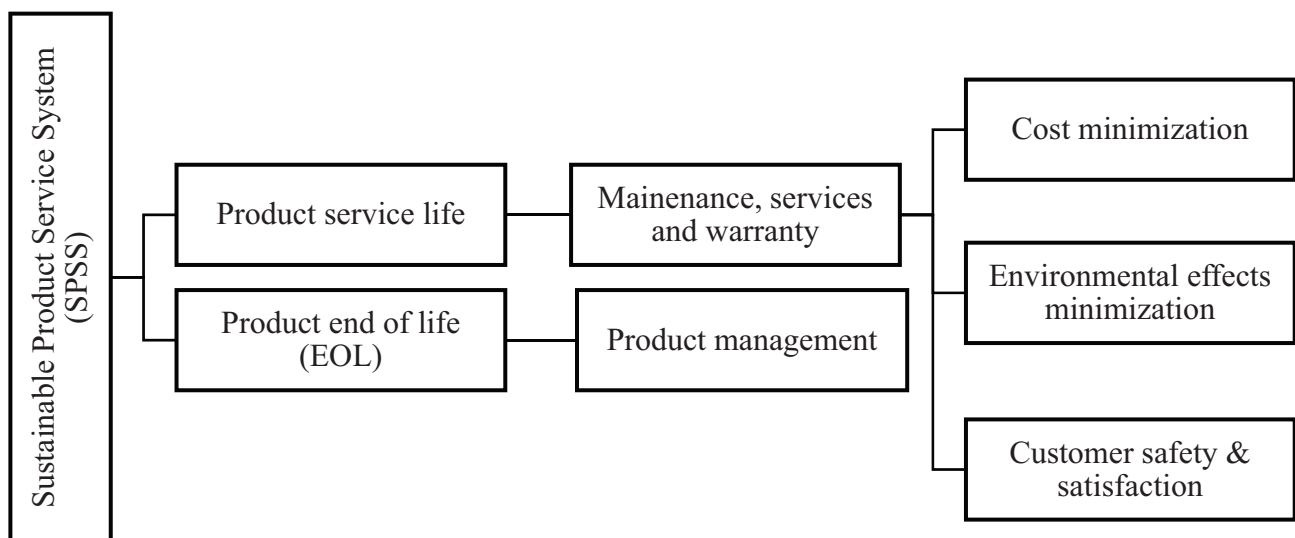 Sustainable Product Service System
(SPSS)
Product service life
Product end of life
(EOL)
Mainenance, services
and warranty
Product management
Cost minimization
Environmental effects
minimization
Customer safety &
satisfaction